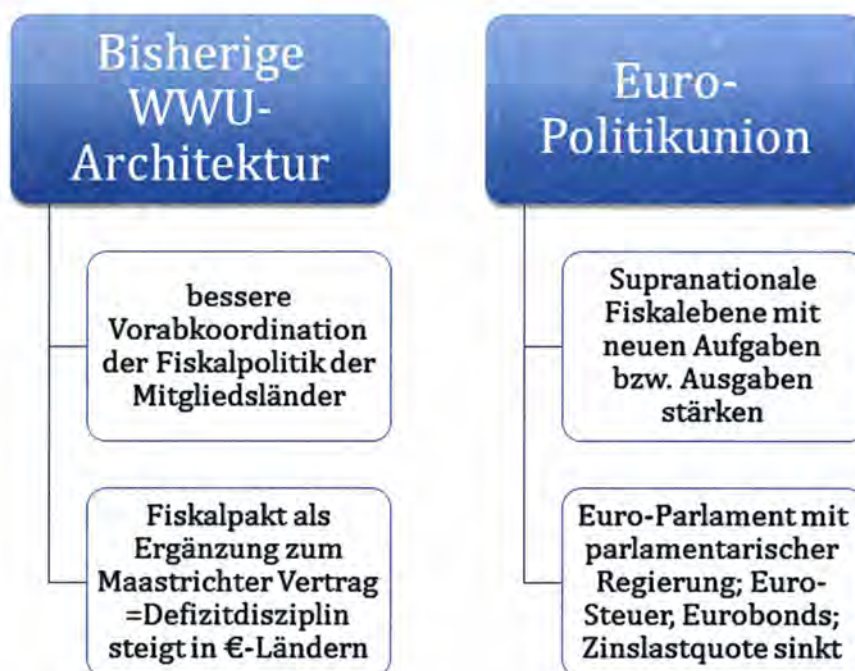 Bisherige
WWU-
Architektur
bessere
Vorabkoordination
der Fiskalpolitik der
Mitgliedsländer
Fiskalpakt als
Ergänzung zum
Maastrichter Vertrag
=Defizitdisziplin
steigt in €-Ländern
Euro-
Politikunion
Supranationale
Fiskalebene mit
neuen Aufgaben
bzw. Ausgaben
stärken
Euro-Parlament mit
parlamentarischer
Regierung; Euro-
Steuer, Eurobonds;
Zinslastquote sinkt